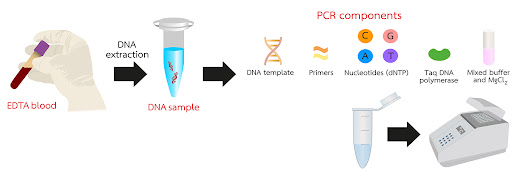 PCR components
DNA
extraction
C
G
A
T
EDTA blood
DNA sample
DNA template
Primers
Nucleotides (dNTP)
Taq DNA
polymerase
Mixed buffer
and MgCl2